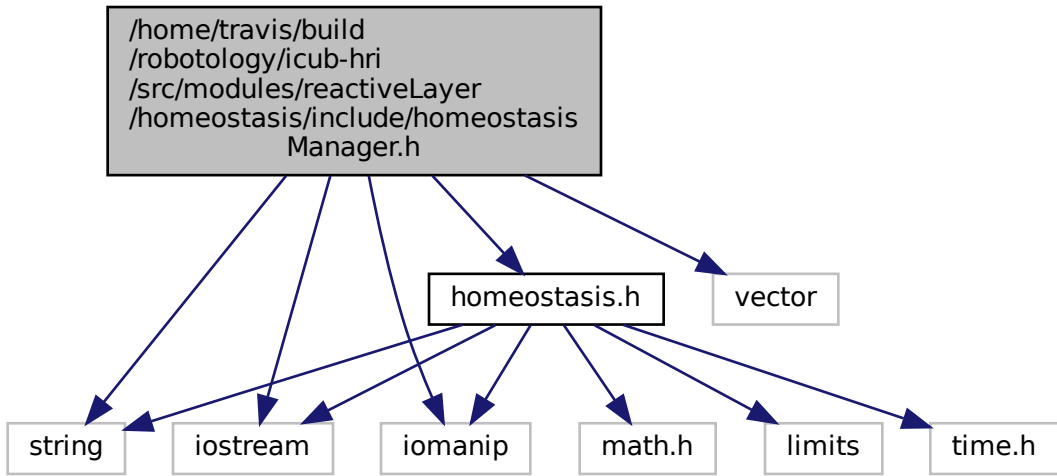 /home/travis/build
/robotology/icub-hri
/src/modules/reactiveLayer
/homeostasis/include/homeostasis
Manager.h
homeostasis.h
vector
string
iostream
iomanip
math.h
limits
time.h